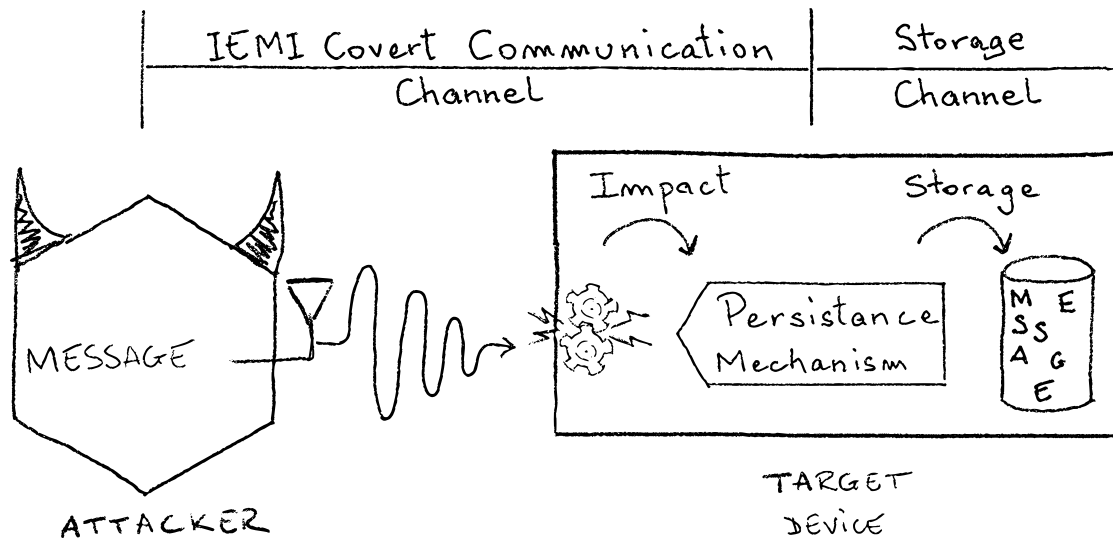 IEMI Covert Communication
Channel
Storage
Channel
Impact
Storage
MESSAGE
Persistance
Mechanism
M E
S S
A G
E
ATTACKER
TARGET
DEVICE